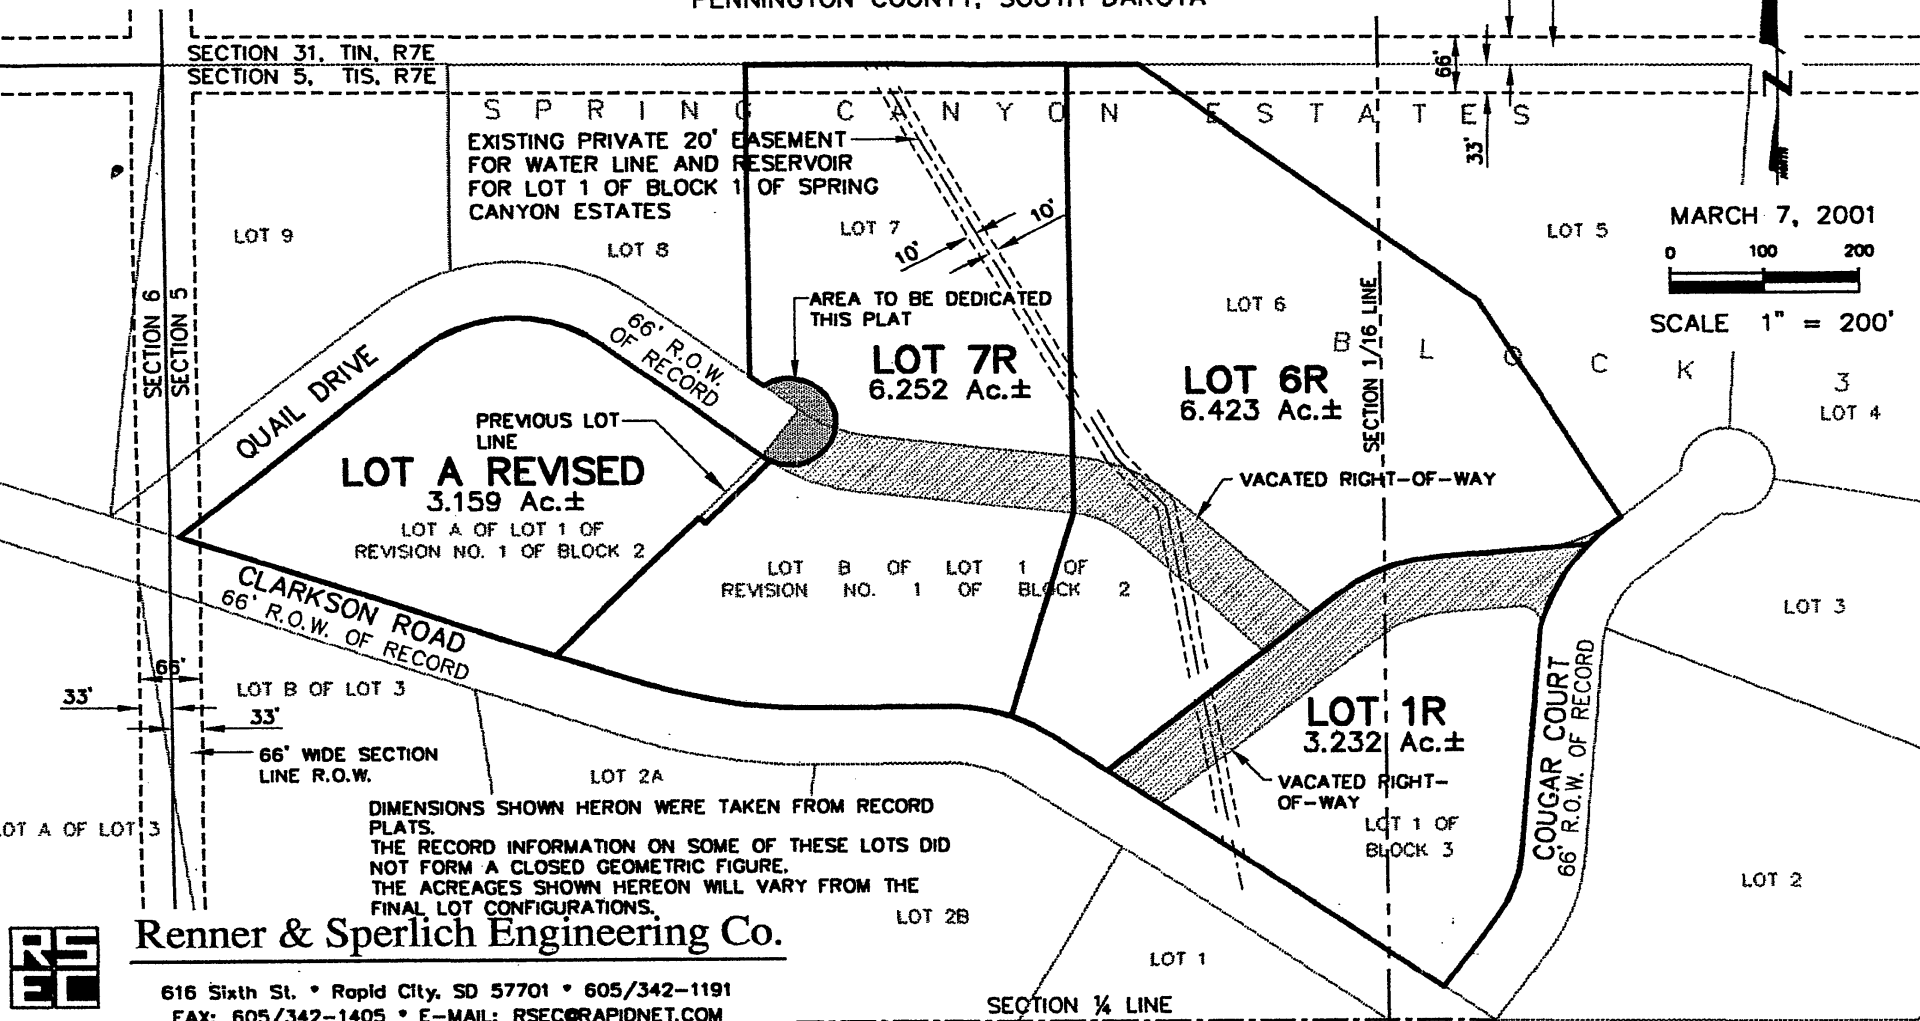 PENNINGTON COUNTY, SOUTH DAKOTA
SECTION 31, T1N, R7E
SECTION 5, T1S, R7E
SPRING CANYON ESTATES
EXISTING PRIVATE 20' EASEMENT
FOR WATER LINE AND RESERVOIR
FOR LOT 1 OF BLOCK 1 OF SPRING
CANYON ESTATES
66'
33'
MARCH 7, 2001
0 100 200
SCALE 1" = 200'
LOT 9
LOT 8
LOT 7
10'
10'
LOT 5
LOT 6
BLOCK 3
LOT 4
SECTION 6
SECTION 5
SECTION 1/16 LINE
AREA TO BE DEDICATED
THIS PLAT
66' R.O.W.
OF RECORD
QUAIL DRIVE
LOT 7R
6.252 Ac.±
LOT 6R
6.423 Ac.±
PREVIOUS LOT
LINE
LOT A REVISED
3.159 Ac.±
LOT A OF LOT 1 OF
REVISION NO. 1 OF BLOCK 2
VACATED RIGHT-OF-WAY
LOT B OF LOT 1 OF
REVISION NO. 1 OF BLOCK 2
CLARKSON ROAD
66' R.O.W. OF RECORD
LOT 3
66'
33'
33'
LOT B OF LOT 3
66' WIDE SECTION
LINE R.O.W.
LOT 1R
3.232 Ac.±
VACATED RIGHT-
OF-WAY
LOT 1 OF
BLOCK 3
COUGAR COURT
66' R.O.W. OF RECORD
LOT 2A
OT A OF LOT 3
LOT 2
DIMENSIONS SHOWN HERON WERE TAKEN FROM RECORD
PLATS.
THE RECORD INFORMATION ON SOME OF THESE LOTS DID
NOT FORM A CLOSED GEOMETRIC FIGURE.
THE ACREAGES SHOWN HEREON WILL VARY FROM THE
FINAL LOT CONFIGURATIONS.
LOT 2B
LOT 1
RS
EC
Renner & Sperlich Engineering Co.
616 Sixth St. * Rapid City, SD 57701 * 605/342-1191
FAX: 605/342-1405 * E-MAIL: RSEC@RAPIDNET.COM
SECTION ¼ LINE